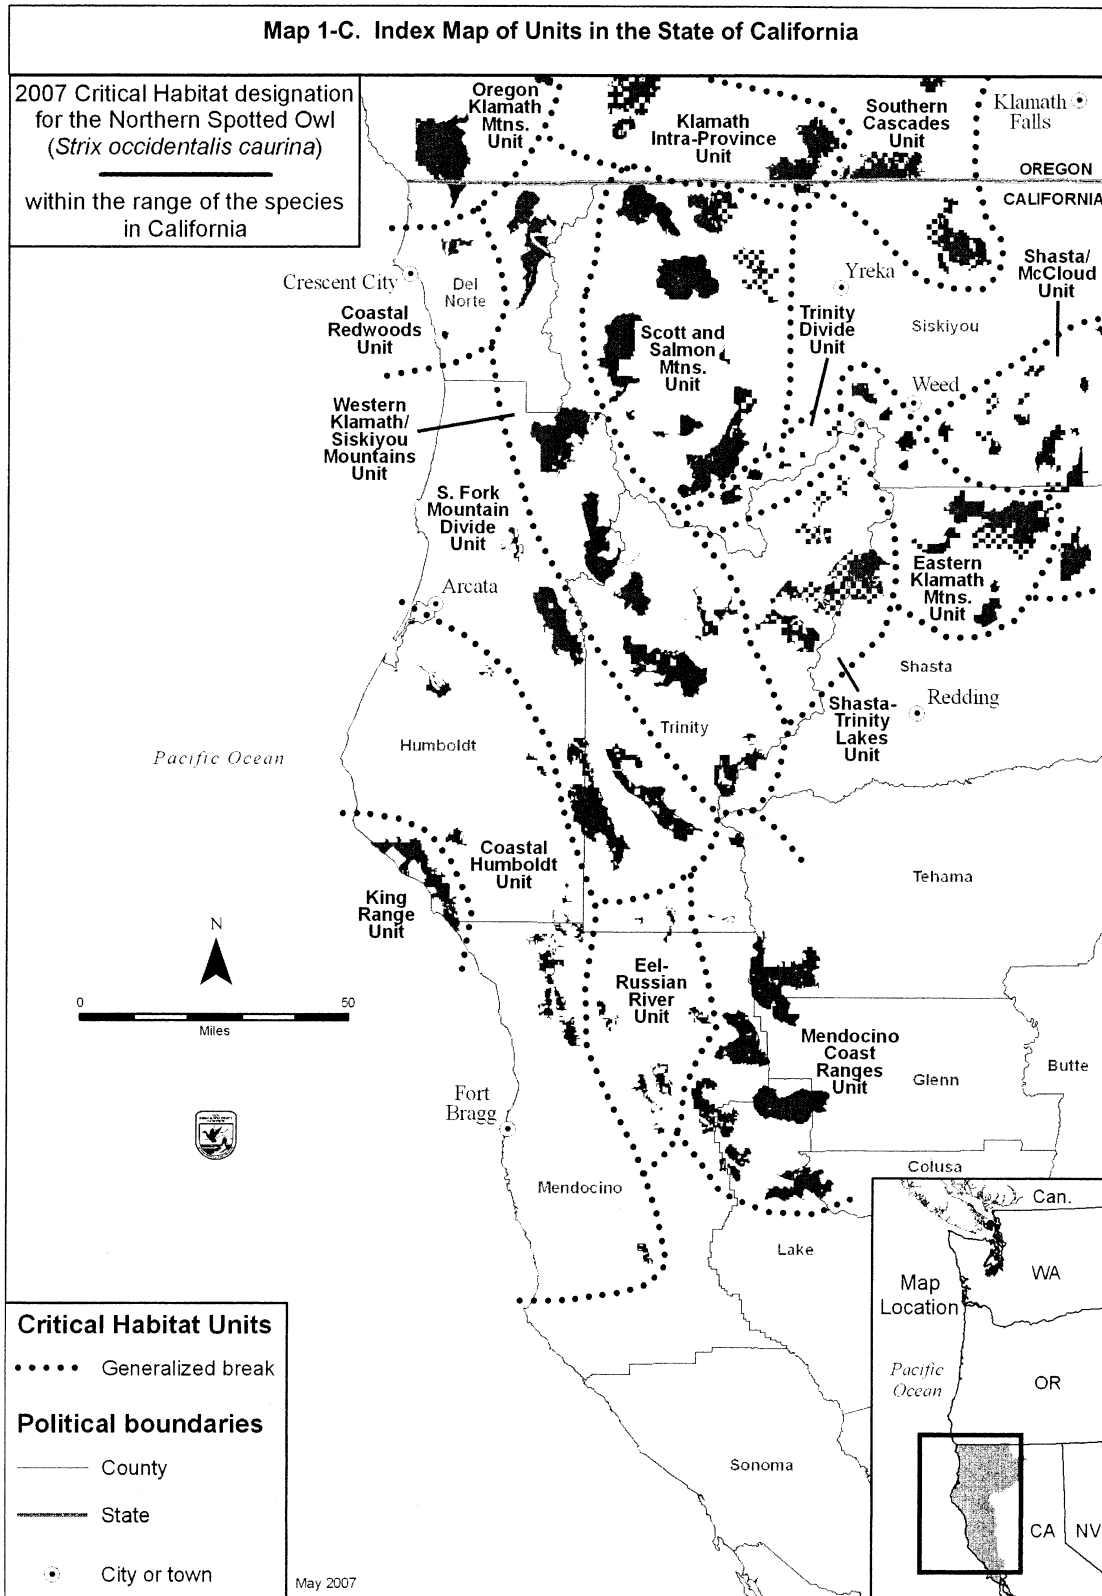 Map 1-C. Index Map of Units in the State of California
2007 Critical Habitat designation
for the Northern Spotted Owl
(Strix occidentalis caurina)
within the range of the species
in California
Oregon
Klamath
Mtns.
Unit
Klamath
Intra-Province
Unit
Southern
Cascades
Unit
Klamath
Falls
OREGON
CALIFORNIA
Crescent City
Del
Norte
Coastal
Redwoods
Unit
Yreka
Shasta/
McCloud
Unit
Trinity
Divide
Unit
Siskiyou
Scott and
Salmon
Mtns.
Unit
Weed
Western
Klamath/
Siskiyou
Mountains
Unit
S. Fork
Mountain
Divide
Unit
Arcata
Eastern
Klamath
Mtns.
Unit
Shasta
Redding
Shasta-
Trinity
Lakes
Unit
Trinity
Humboldt
Pacific Ocean
Coastal
Humboldt
Unit
King
Range
Unit
Tehama
N
0 50
Miles
Eel-
Russian
River
Unit
Mendocino
Coast
Ranges
Unit
Glenn
Butte
Fort
Bragg
Colusa
Mendocino
Lake
Sonoma
Can.
WA
Map
Location
Pacific
Ocean
OR
CA
NV
Critical Habitat Units
Generalized break
Political boundaries
County
State
City or town
May 2007